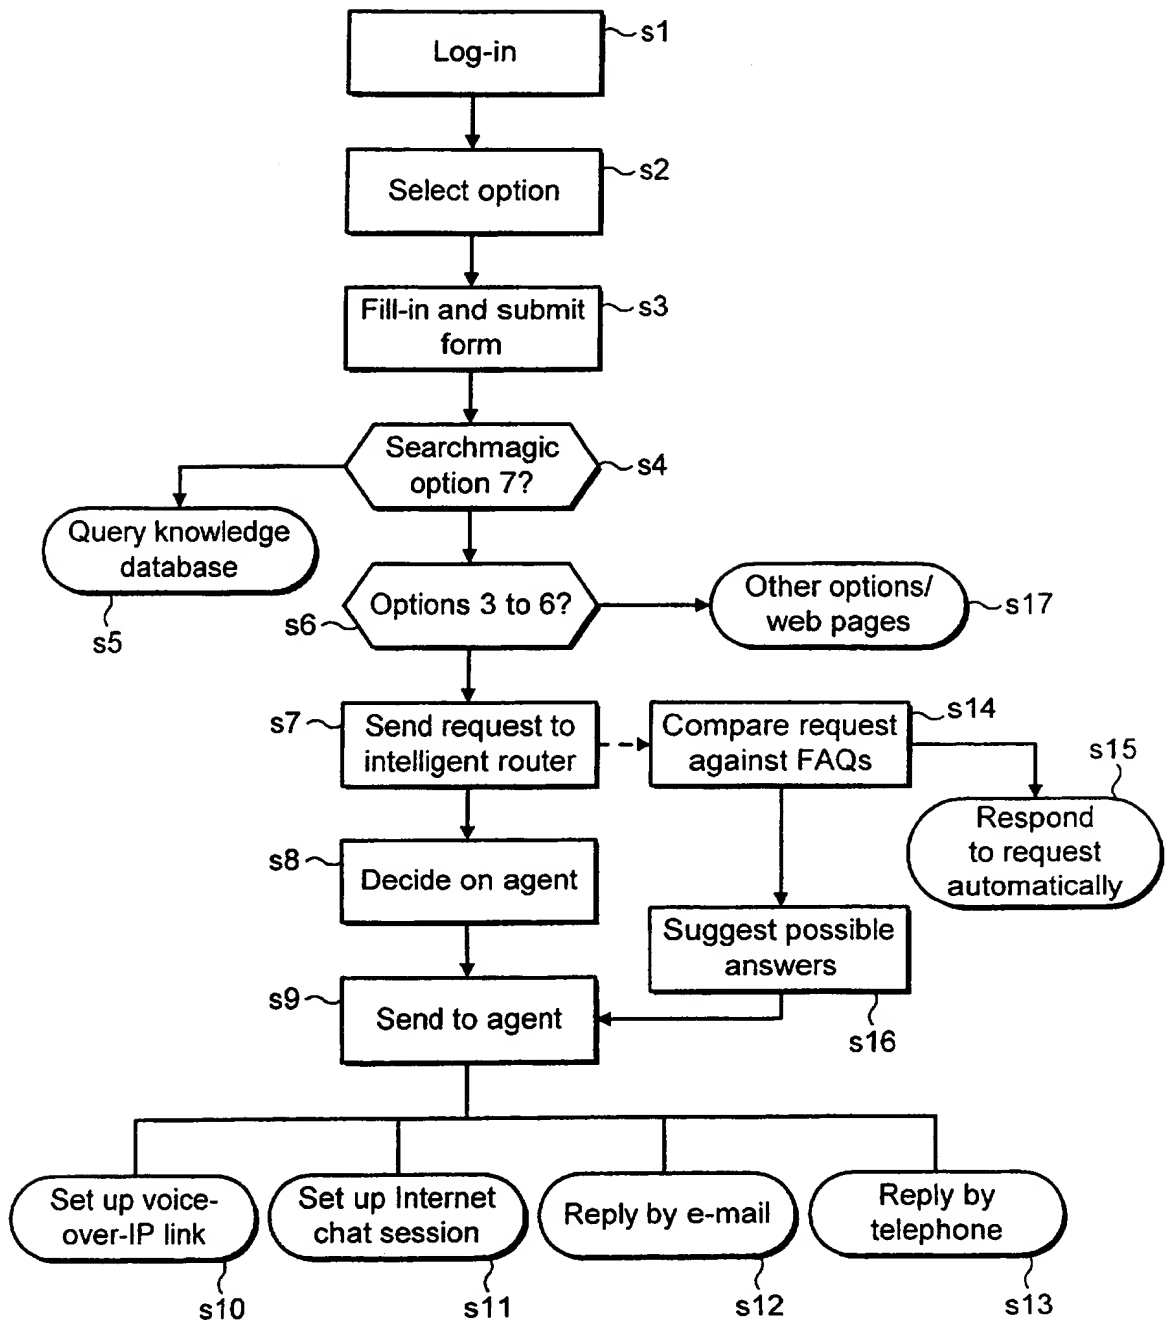 Log-in
s1
Select option
s2
Fill-in and submit
form
s3
Searchmagic
option 7?
s4
Query knowledge
database
s5
Options 3 to 6?
s6
Other options/
web pages
s17
s7
Send request to
intelligent router
Compare request
against FAQs
s14
s15
Respond
to request
automatically
s8
Decide on agent
Suggest possible
answers
s16
s9
Send to agent
Set up voice-
over-IP link
s10
Set up Internet
chat session
s11
Reply by e-mail
s12
Reply by
telephone
s13